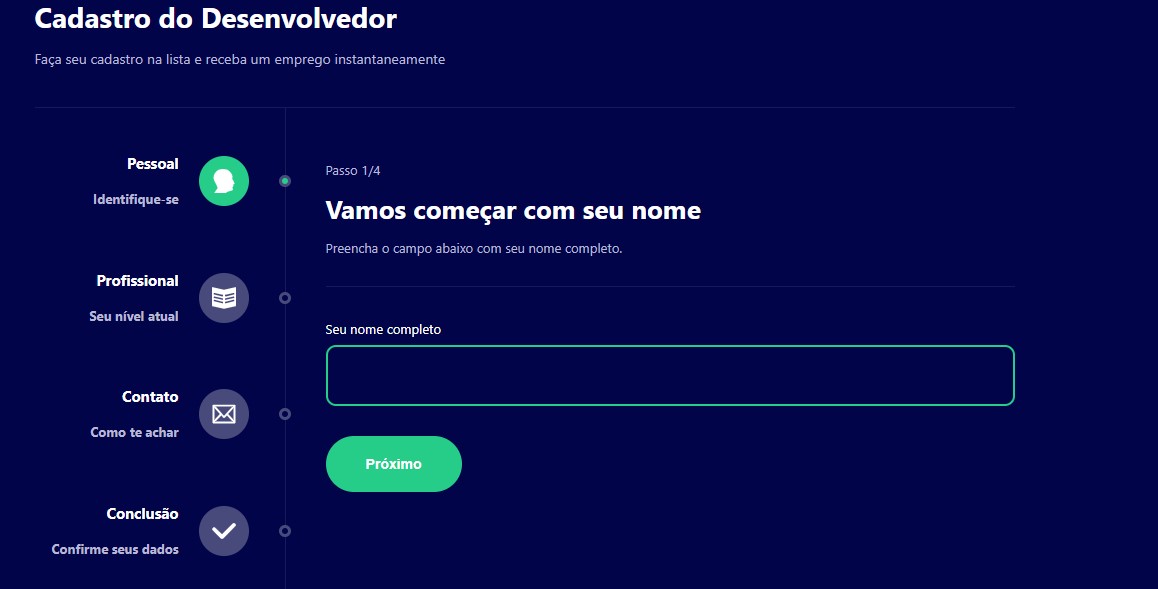 Cadastro do Desenvolvedor
Faça seu cadastro na lista e receba um emprego instantaneamente
Pessoal
Identifique-se
Profissional
Seu nível atual
Contato
Como te achar
Conclusão
Confirme seus dados
Passo 1/4
Vamos começar com seu nome
Preencha o campo abaixo com seu nome completo.
Seu nome completo
Próximo